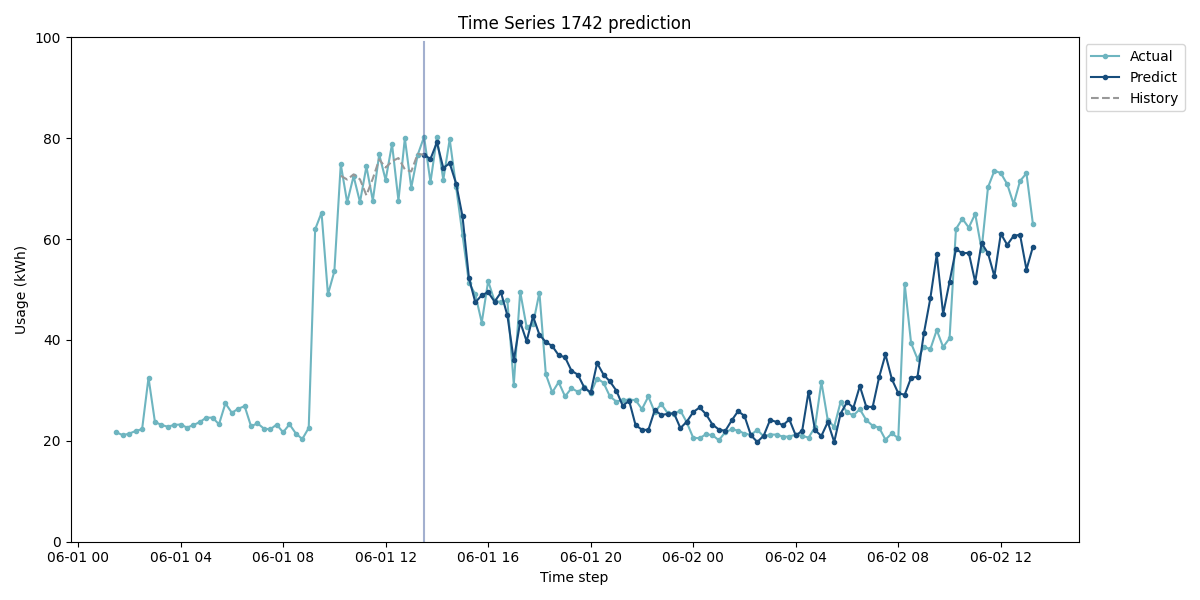 Time Series 1742 prediction
100
80
60
40
20
0
Usage (kWh)
06-01 00
06-01 04
06-01 08
06-01 12
06-01 16
06-01 20
06-02 00
06-02 04
06-02 08
06-02 12
Time step
Actual
Predict
History